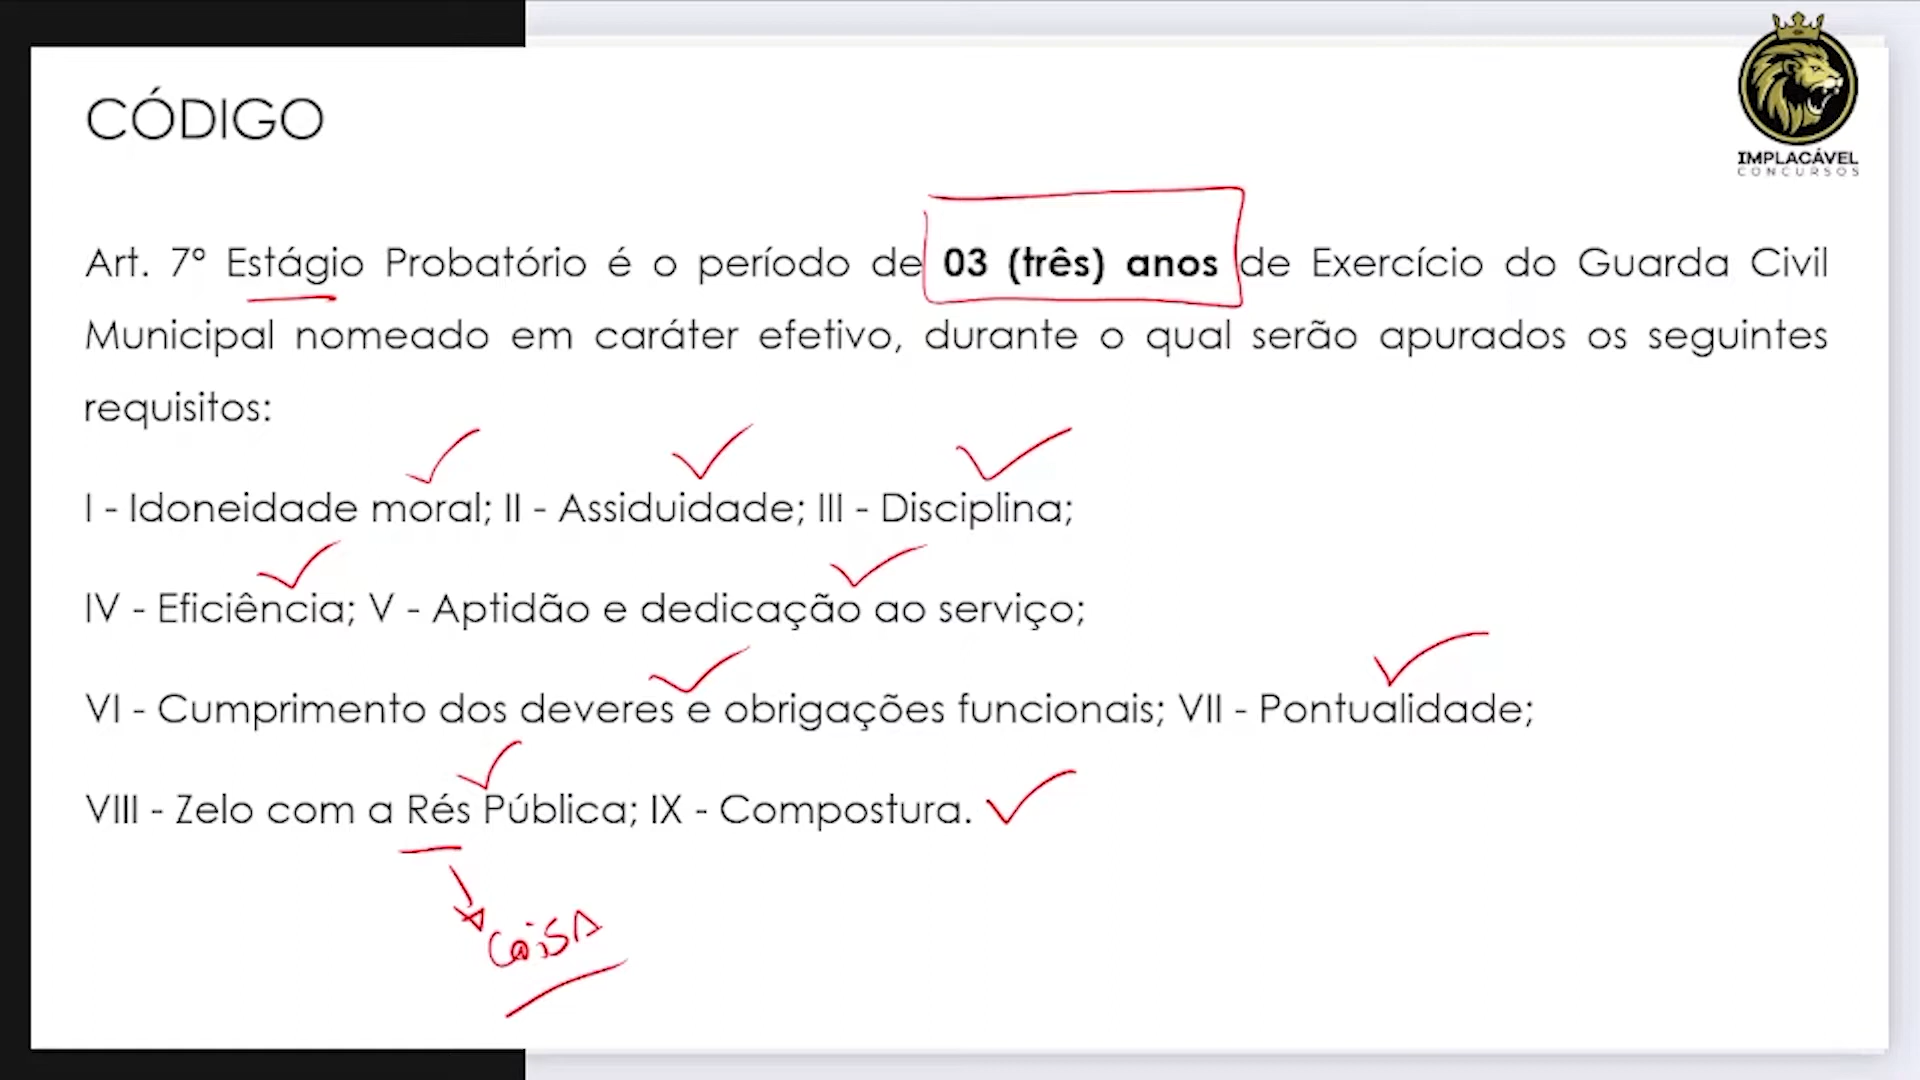 CÓDIGO
IMPLACÁVEL
CONCURSOS
Art. 7º Estágio Probatório é o período de 03 (três) anos de Exercício do Guarda Civil
Municipal nomeado em caráter efetivo, durante o qual serão apurados os seguintes
requisitos:
I - Idoneidade moral; II - Assiduidade; III - Disciplina;
IV - Eficiência; V - Aptidão e dedicação ao serviço;
VI - Cumprimento dos deveres e obrigações funcionais; VII - Pontualidade;
VIII - Zelo com a Rés Pública; IX - Compostura.
COISA